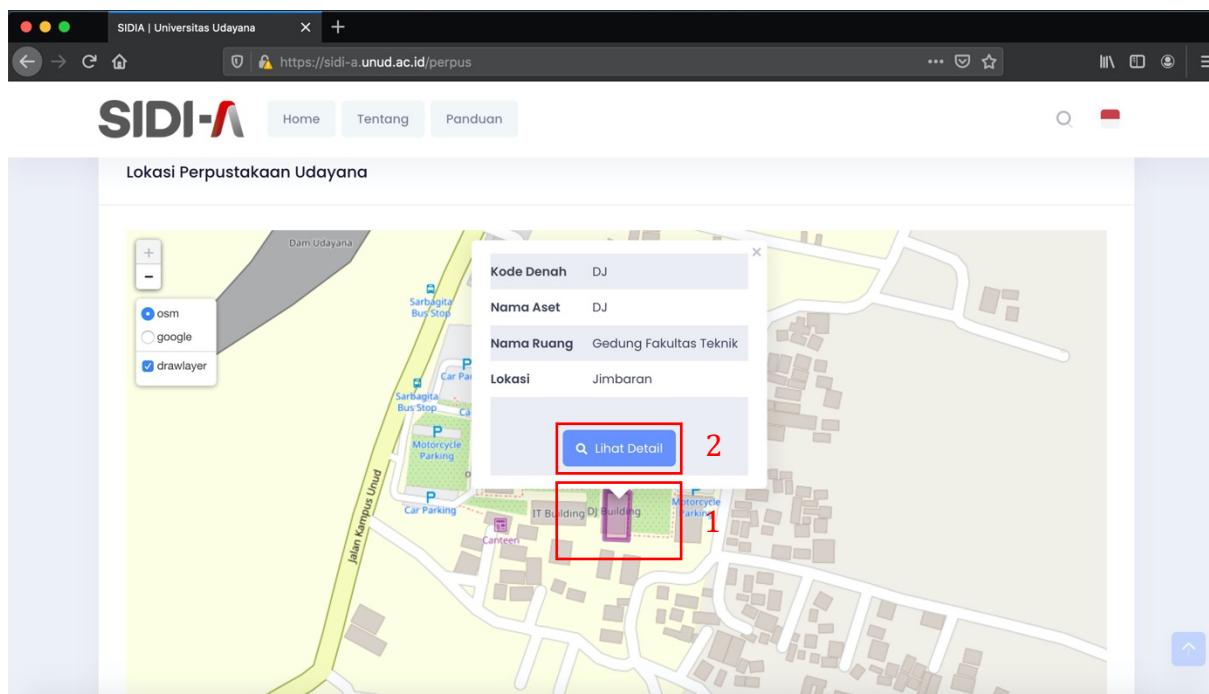 SIDIA | Universitas Udayana
https://sidi-a.unud.ac.id/perpus
SIDI-A
Home Tentang Panduan
Lokasi Perpustakaan Udayana
+
-
osm
google
drawlayer
Dam Udayana
Sarbagita
Bus Stop
P
Car Pa
Sarbagita
Bus Stop
Ca
P
Motorcycle
Parking
P
Car Parking
Jalan Kampus Unud
Canteen
IT Building
DJ Building
P
Motorcycle
Parking
Kode Denah DJ
Nama Aset DJ
Nama Ruang Gedung Fakultas Teknik
Lokasi Jimbaran
Lihat Detail
2
1